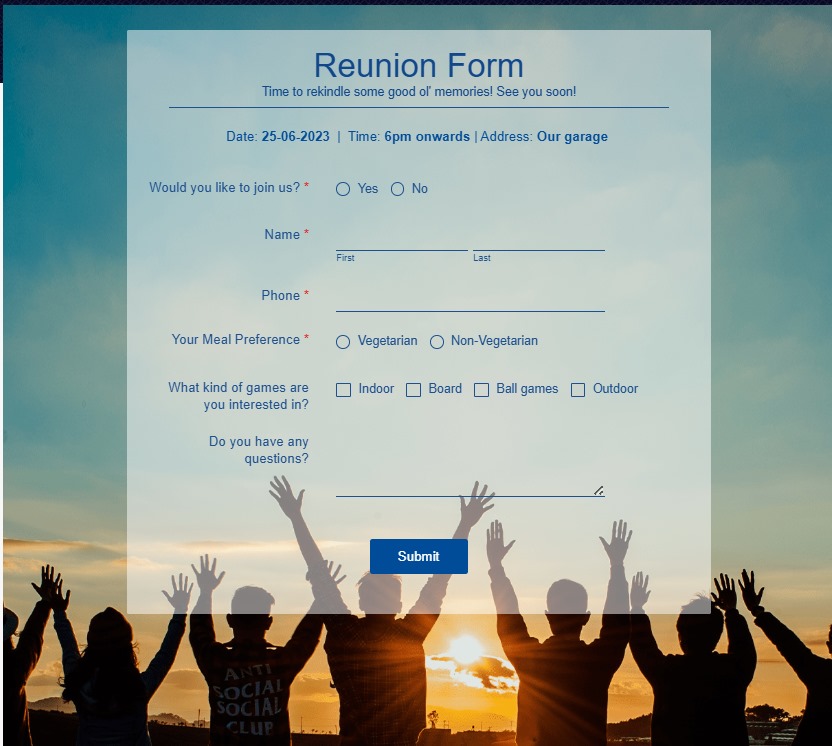 Reunion Form
Time to rekindle some good ol' memories! See you soon!
Date: 25-06-2023 | Time: 6pm onwards | Address: Our garage
Would you like to join us? * Yes No
Name *
First Last
Phone *
Your Meal Preference * Vegetarian Non-Vegetarian
What kind of games are Indoor Board Ball games Outdoor
you interested in?
Do you have any
questions?
Submit
ANTI
SOCIAL
SOCIAL
CLUB